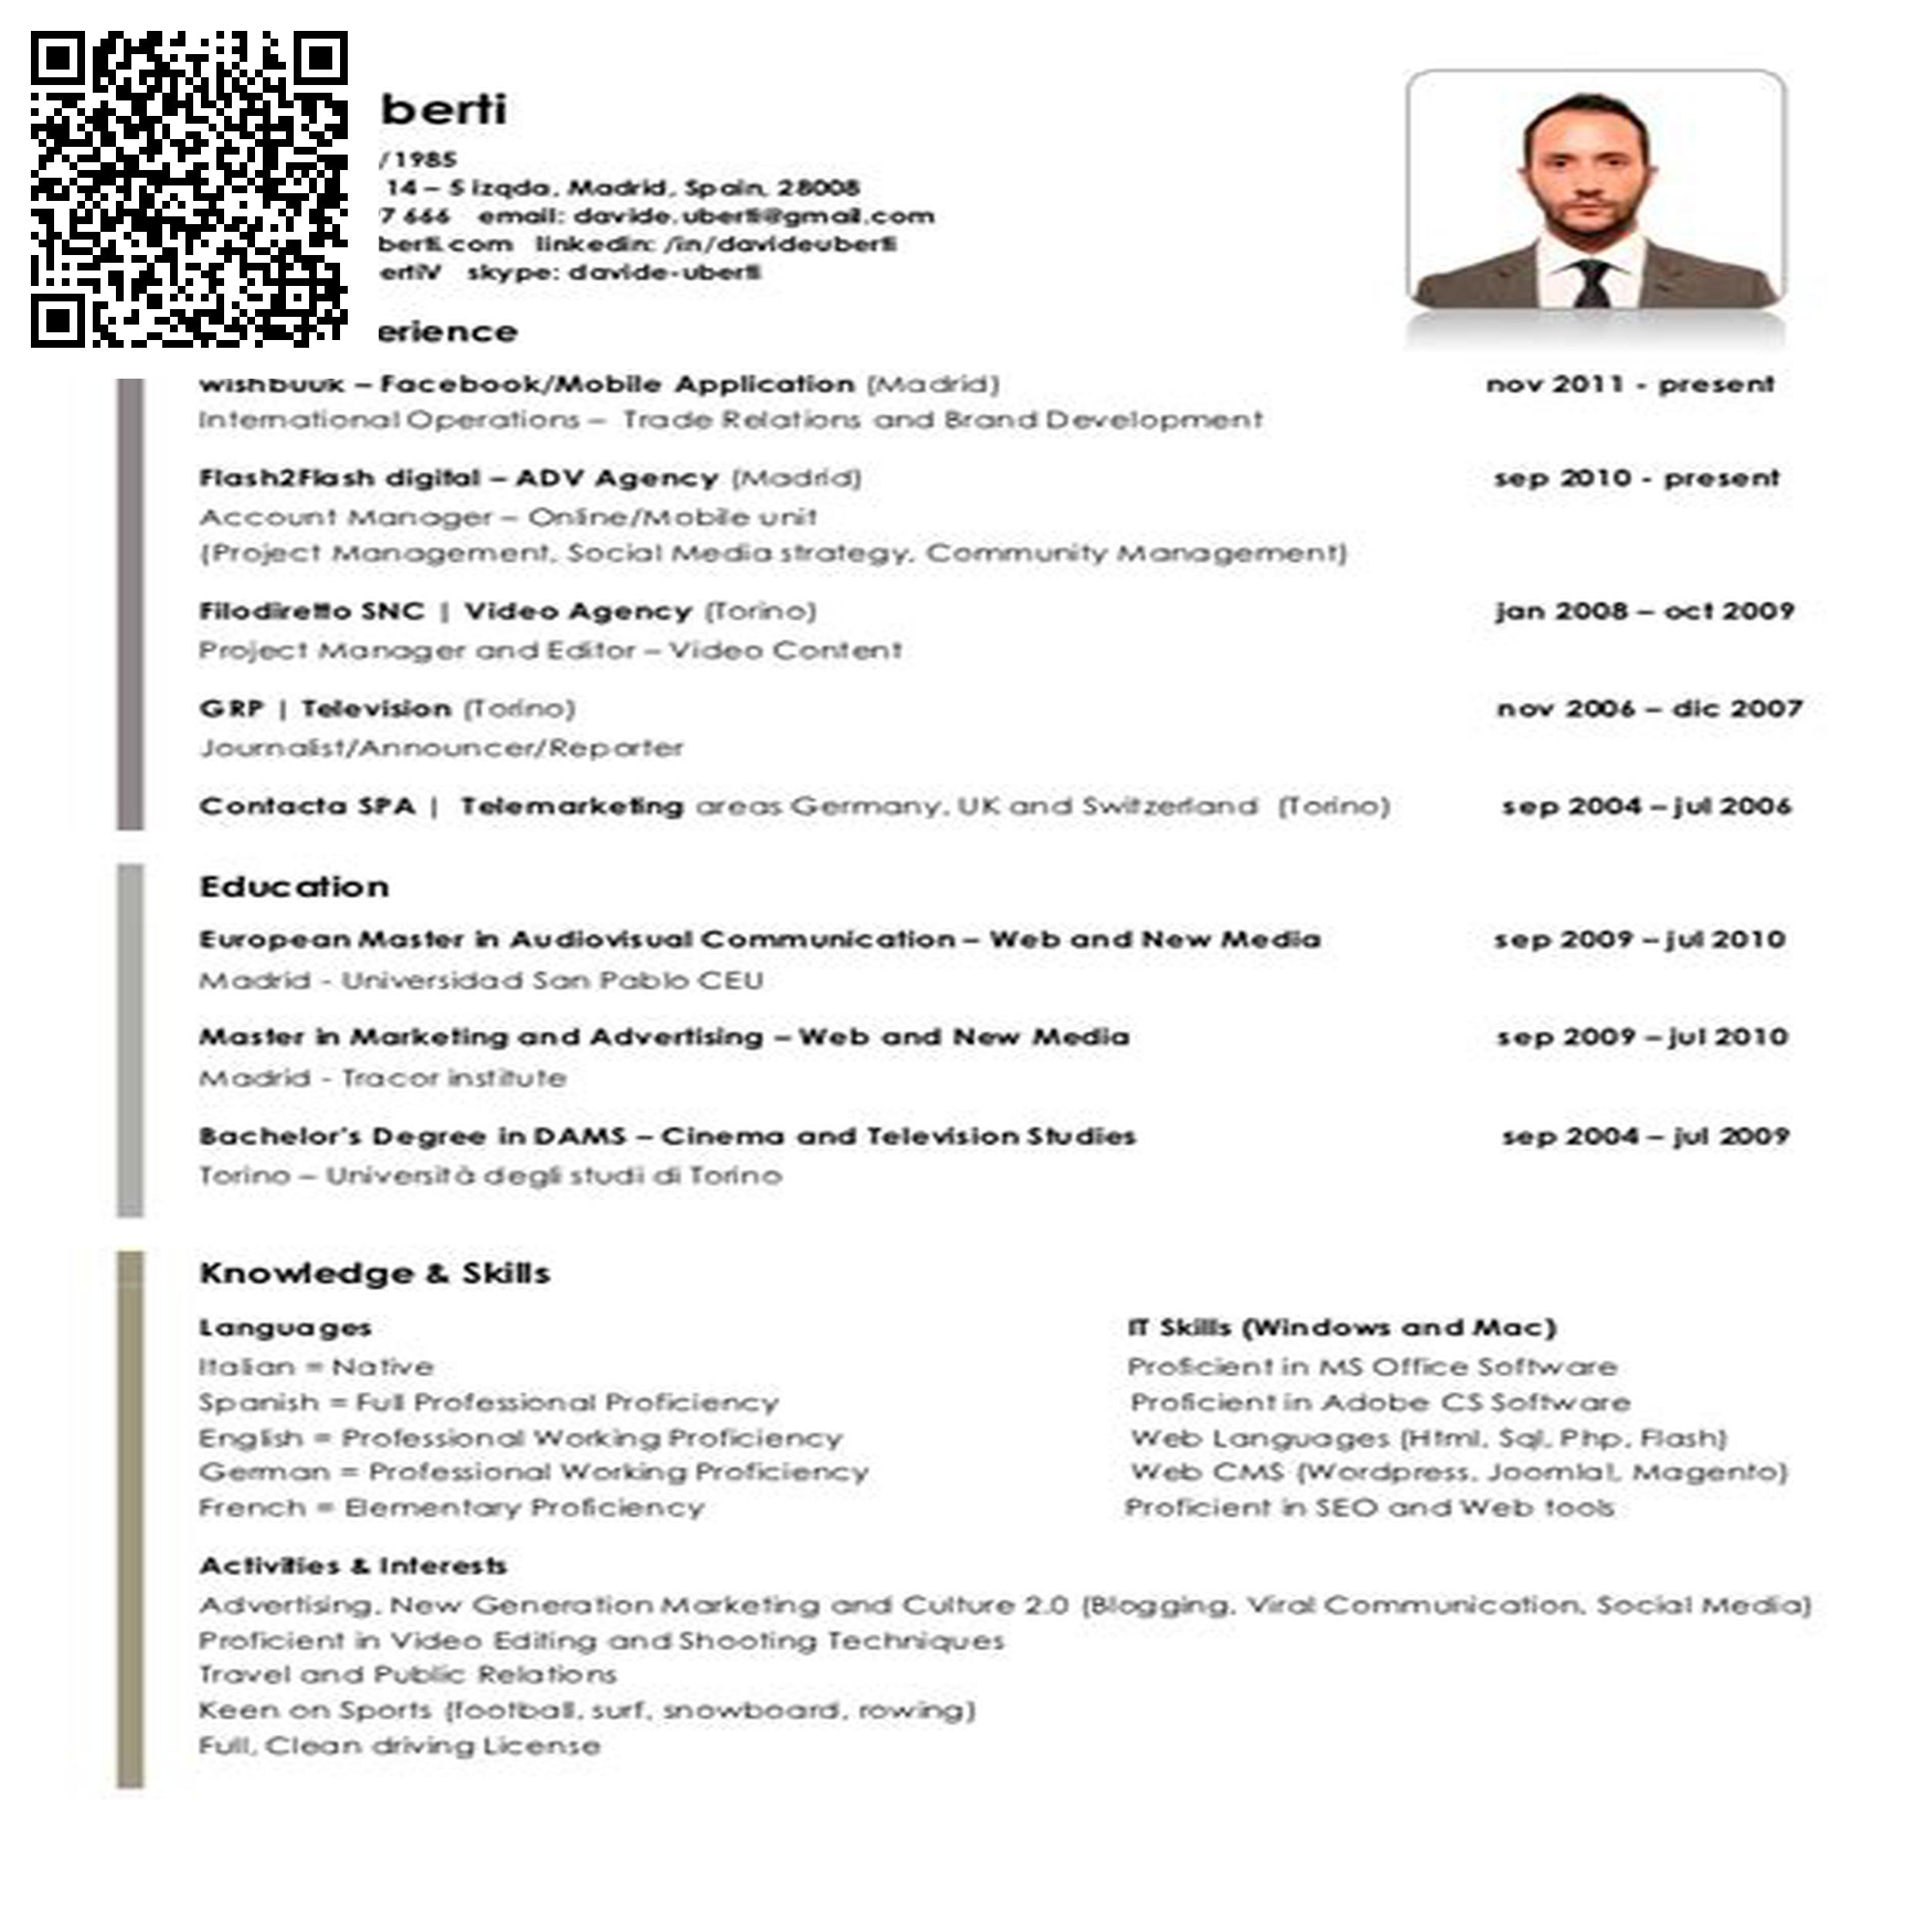 berti
/1985
14 – 5 izqda, Madrid, Spain, 28008
7 666 email: davide.uberti@gmail.com
berti.com linkedin: /in/davideuberti
ertiV skype: davide-uberti
erience
wishbuuk – Facebook/Mobile Application (Madrid) nov 2011 - present
International Operations – Trade Relations and Brand Development
Flash2Flash digital – ADV Agency (Madrid) sep 2010 - present
Account Manager – Online/Mobile unit
(Project Management, Social Media strategy, Community Management)
Filodiretto SNC | Video Agency (Torino) jan 2008 – oct 2009
Project Manager and Editor – Video Content
GRP | Television (Torino) nov 2006 – dic 2007
Journalist/Announcer/Reporter
Contacta SPA | Telemarketing areas Germany, UK and Switzerland (Torino) sep 2004 – jul 2006
Education
European Master in Audiovisual Communication – Web and New Media sep 2009 – jul 2010
Madrid - Universidad San Pablo CEU
Master in Marketing and Advertising – Web and New Media sep 2009 – jul 2010
Madrid - Tracor institute
Bachelor's Degree in DAMS – Cinema and Television Studies sep 2004 – jul 2009
Torino – Università degli studi di Torino
Knowledge & Skills
Languages IT Skills (Windows and Mac)
Italian = Native Proficient in MS Office Software
Spanish = Full Professional Proficiency Proficient in Adobe CS Software
English = Professional Working Proficiency Web Languages (Html, Sql, Php, Flash)
German = Professional Working Proficiency Web CMS (Wordpress, Joomla!, Magento)
French = Elementary Proficiency Proficient in SEO and Web tools
Activities & Interests
Advertising, New Generation Marketing and Culture 2.0 (Blogging, Viral Communication, Social Media)
Proficient in Video Editing and Shooting Techniques
Travel and Public Relations
Keen on Sports (football, surf, snowboard, rowing)
Full, Clean driving License